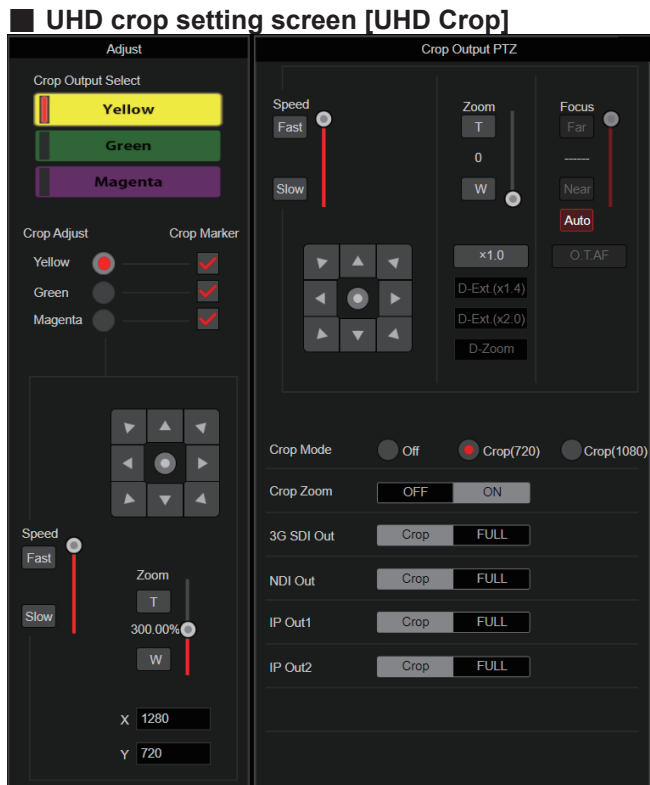 UHD crop setting screen [UHD Crop]
Adjust
Crop Output Select
Yellow
Green
Magenta
Crop Adjust Crop Marker
Yellow
Green
Magenta
Speed
Fast
Slow
Zoom
T
300.00%
W
X 1280
Y 720
Crop Output PTZ
Speed
Fast
Slow
Zoom
T
0
W
×1.0
D-Ext.(x1.4)
D-Ext.(x2.0)
D-Zoom
Focus
Far
------
Near
Auto
O.T.AF
Crop Mode Off Crop(720) Crop(1080)
Crop Zoom OFF ON
3G SDI Out Crop FULL
NDI Out Crop FULL
IP Out1 Crop FULL
IP Out2 Crop FULL